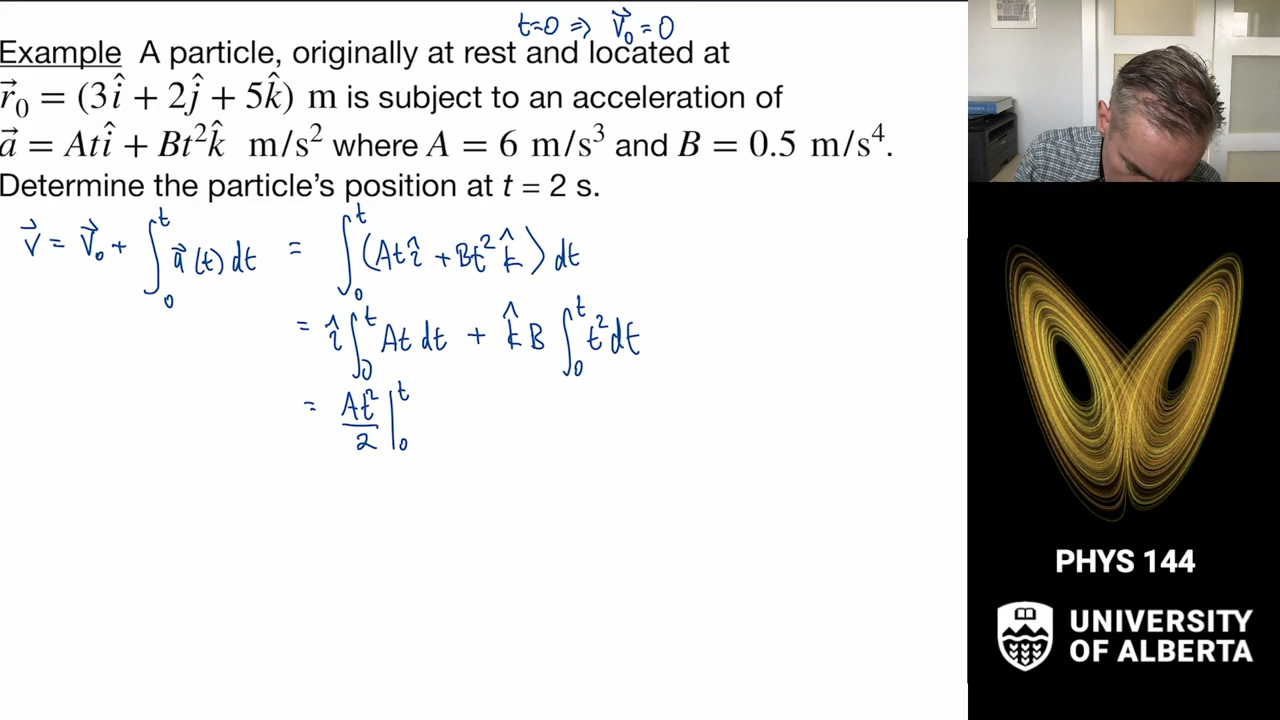 t=0 ⇒ v⃗₀ = 0
Example A particle, originally at rest and located at
r⃗₀ = (3î + 2ĵ + 5k̂) m is subject to an acceleration of
a⃗ = Atî + Bt²k̂ m/s² where A = 6 m/s³ and B = 0.5 m/s⁴.
Determine the particle's position at t = 2 s.
v⃗ = v⃗₀ + ∫₀ᵗ a⃗(t) dt = ∫₀ᵗ (At î + Bt² k̂) dt
= î ∫₀ᵗ At dt + k̂ B ∫₀ᵗ t² dt
= At²/2 |₀ᵗ
PHYS 144
UNIVERSITY
OF ALBERTA